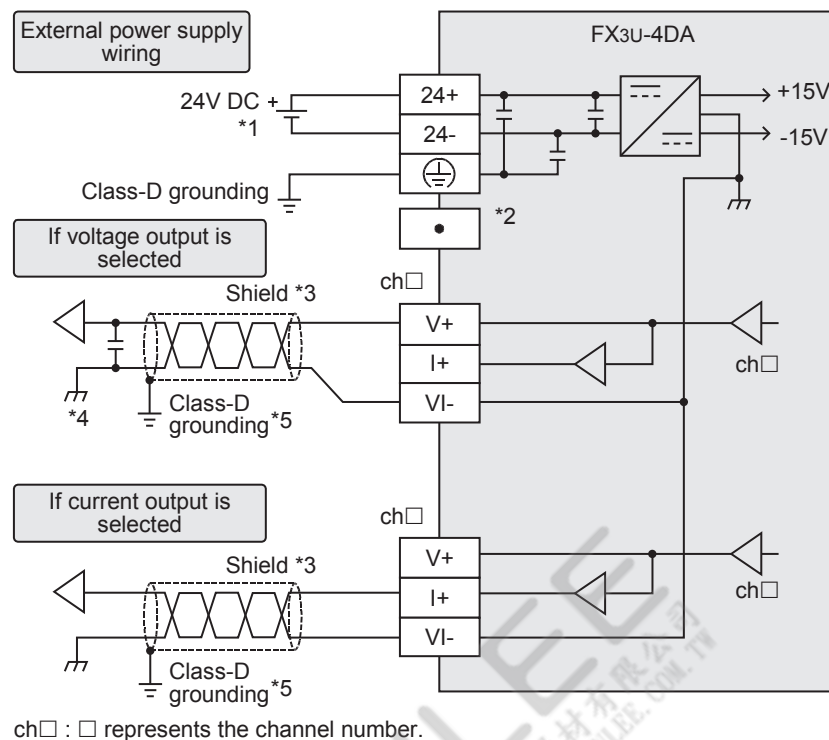 External power supply
wiring
FX3U-4DA
24V DC +
*1
24+
24-
+15V
-15V
Class-D grounding
*2
If voltage output is
selected
ch□
Shield *3
V+
I+
VI-
ch□
*4
Class-D
grounding *5
If current output is
selected
ch□
Shield *3
V+
I+
VI-
ch□
Class-D
grounding *5
ch□ : □ represents the channel number.